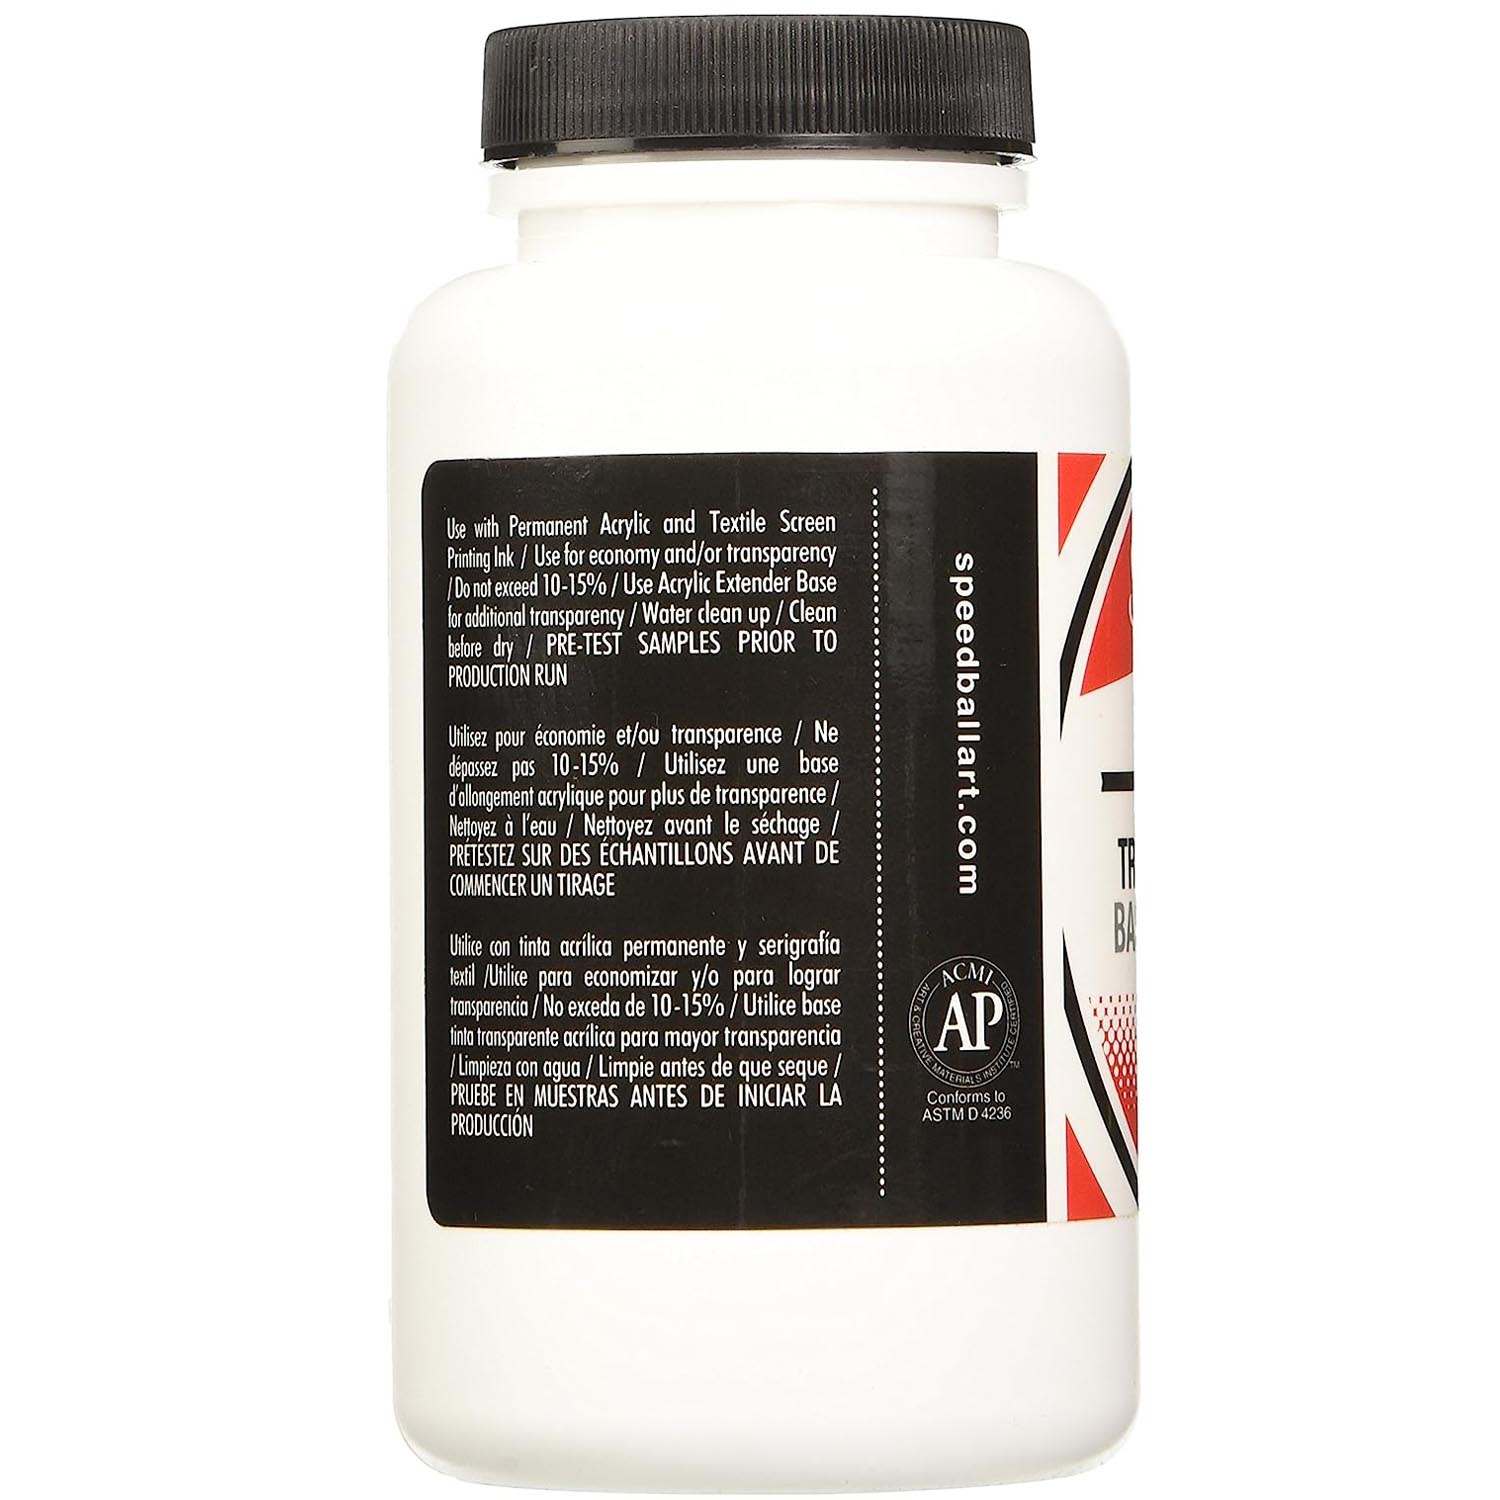 Use with Permanent Acrylic and Textile Screen
Printing Ink / Use for economy and/or transparency
/ Do not exceed 10-15% / Use Acrylic Extender Base
for additional transparency / Water clean up / Clean
before dry / PRE-TEST SAMPLES PRIOR TO
PRODUCTION RUN
Utilisez pour économie et/ou transparence / Ne
dépassez pas 10-15% / Utilisez une base
d'allongement acrylique pour plus de transparence /
Nettoyez à l'eau / Nettoyez avant le séchage /
PRÉTESTEZ SUR DES ÉCHANTILLONS AVANT DE
COMMENCER UN TIRAGE
Utilice con tinta acrílica permanente y serigrafía
textil /Utilice para economizar y/o para lograr
transparencia / No exceda de 10-15% / Utilice base
tinta transparente acrílica para mayor transparencia
/ Limpieza con agua / Limpie antes de que seque /
PRUEBE EN MUESTRAS ANTES DE INICIAR LA
PRODUCCIÓN
speedballart.com
ACMI
AP
ART & CREATIVE MATERIALS INSTITUTE CERTIFIED
TM
Conforms to
ASTM D 4236
TR
BA